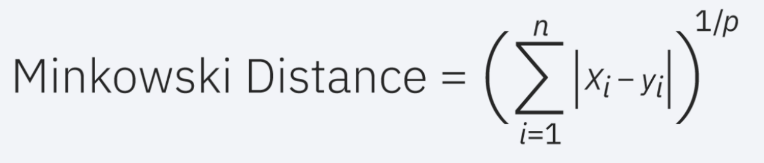 Minkowski Distance = (∑_{i=1}^{n} |x_i − y_i|)^{1/p}